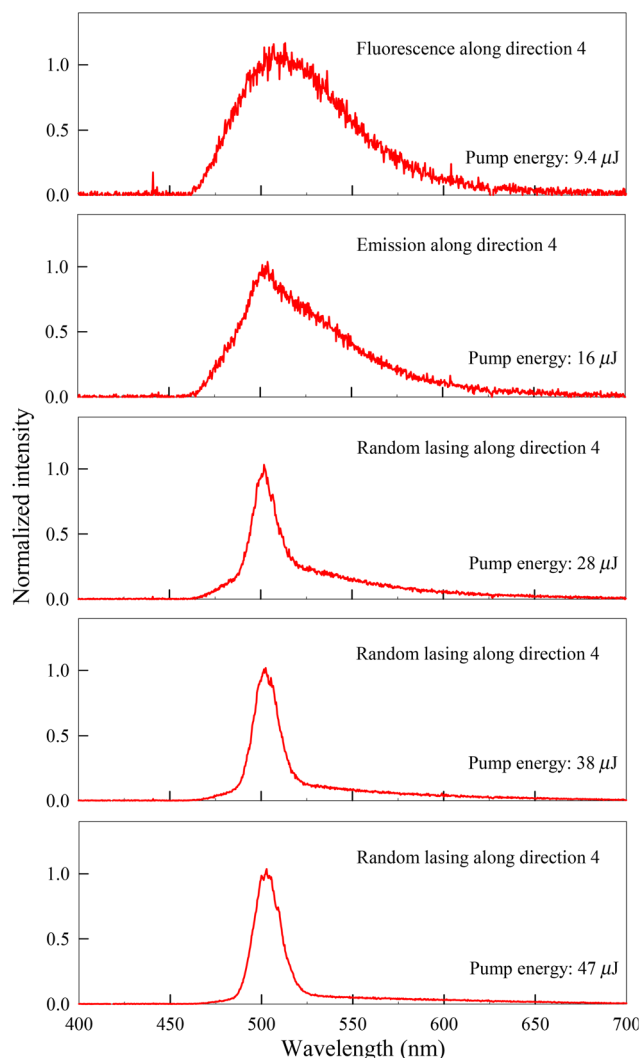 Fluorescence along direction 4
1.0
Pump energy: 9.4 μJ
0.5
0.0
Emission along direction 4
1.0
Pump energy: 16 μJ
0.5
0.0
Random lasing along direction 4
1.0
Pump energy: 28 μJ
0.5
0.0
Normalized intensity
Random lasing along direction 4
1.0
Pump energy: 38 μJ
0.5
0.0
Random lasing along direction 4
1.0
Pump energy: 47 μJ
0.5
0.0
400 450 500 550 600 650 700
Wavelength (nm)